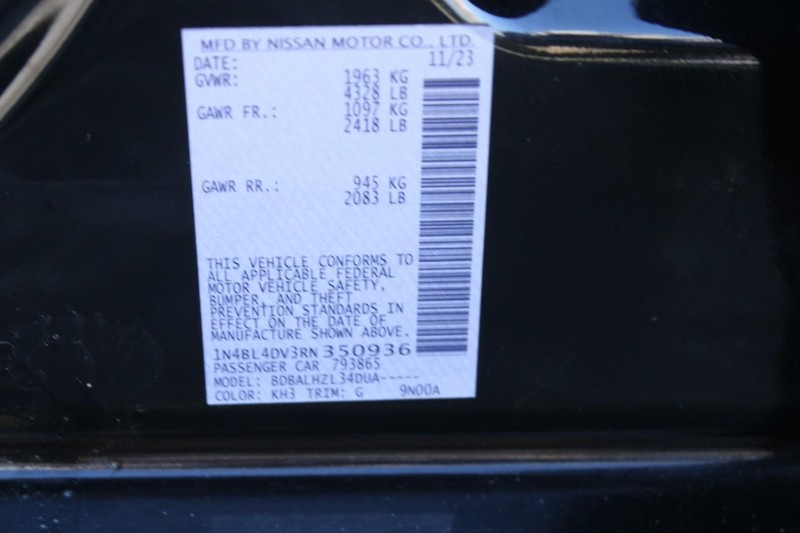 MFD BY NISSAN MOTOR CO., LTD.
DATE: 11/23
GVWR: 1963 KG
4328 LB
GAWR FR.: 1097 KG
2418 LB
GAWR RR.: 945 KG
2083 LB
THIS VEHICLE CONFORMS TO
ALL APPLICABLE FEDERAL
MOTOR VEHICLE SAFETY,
BUMPER, AND THEFT
PREVENTION STANDARDS IN
EFFECT ON THE DATE OF
MANUFACTURE SHOWN ABOVE.
1N4BL4DV3RN350936
PASSENGER CAR 793865
MODEL: BDBALHZL34DUA-----
COLOR: KH3 TRIM: G 9N00A